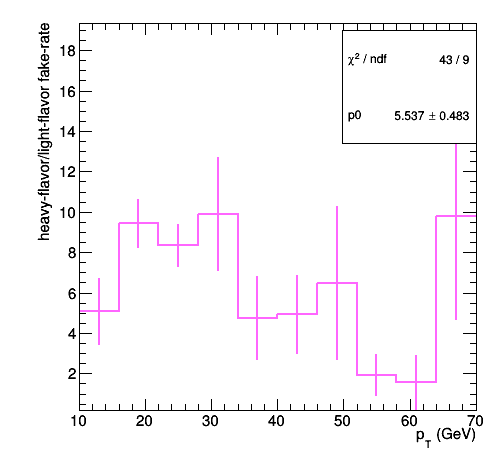 heavy-flavor/light-flavor fake-rate
18
16
14
12
10
8
6
4
2
χ² / ndf 43 / 9
p0 5.537 ± 0.483
10 20 30 40 50 60 70
p_T (GeV)